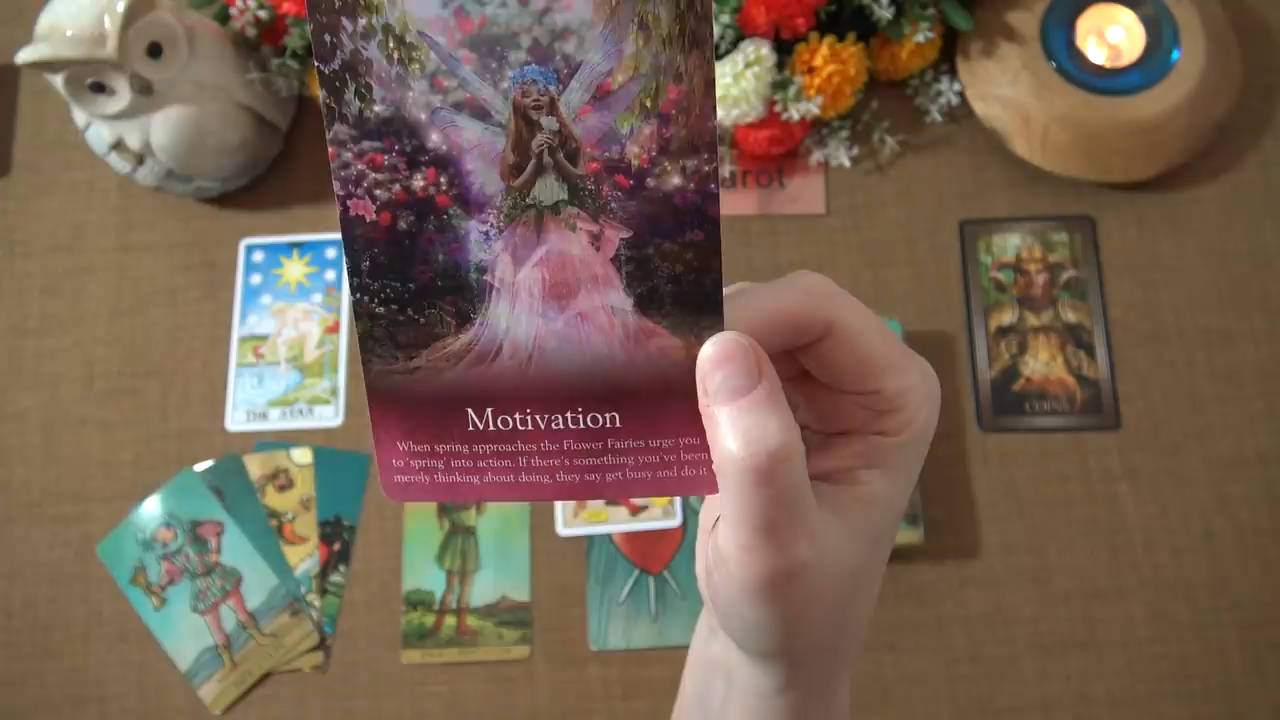 arot
THE STAR
Motivation
When spring approaches the Flower Fairies urge you
to 'spring' into action. If there's something you've been
merely thinking about doing, they say get busy and do it